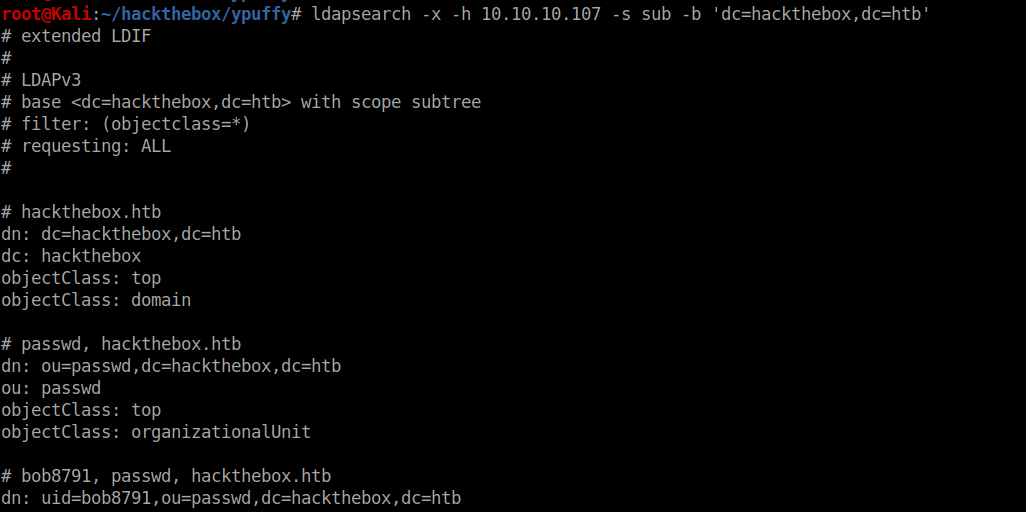 root@Kali:~/hackthebox/ypuffy# ldapsearch -x -h 10.10.10.107 -s sub -b 'dc=hackthebox,dc=htb'
# extended LDIF
#
# LDAPv3
# base <dc=hackthebox,dc=htb> with scope subtree
# filter: (objectclass=*)
# requesting: ALL
#

# hackthebox.htb
dn: dc=hackthebox,dc=htb
dc: hackthebox
objectClass: top
objectClass: domain

# passwd, hackthebox.htb
dn: ou=passwd,dc=hackthebox,dc=htb
ou: passwd
objectClass: top
objectClass: organizationalUnit

# bob8791, passwd, hackthebox.htb
dn: uid=bob8791,ou=passwd,dc=hackthebox,dc=htb